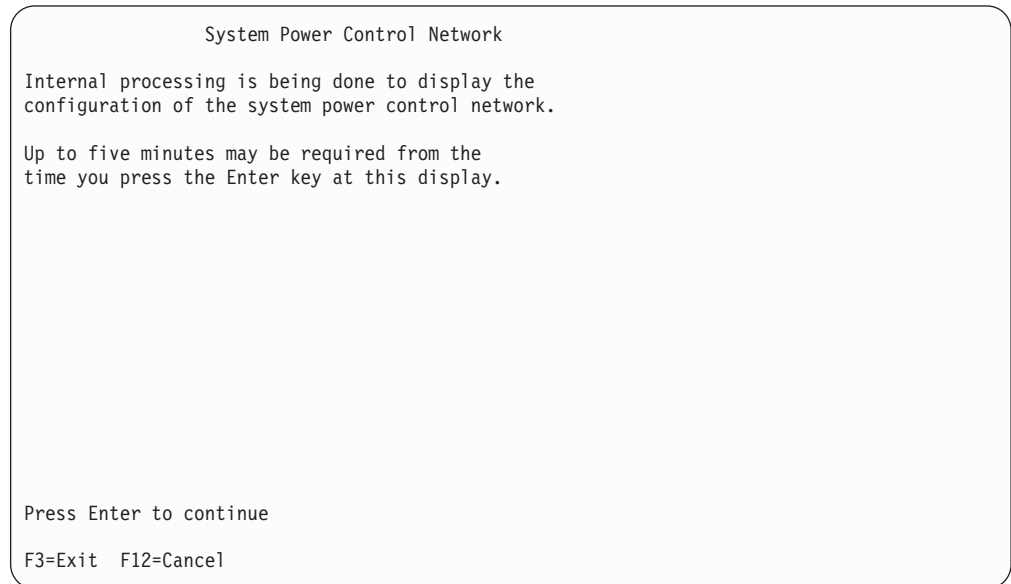 System Power Control Network
Internal processing is being done to display the
configuration of the system power control network.
Up to five minutes may be required from the
time you press the Enter key at this display.
Press Enter to continue
F3=Exit  F12=Cancel